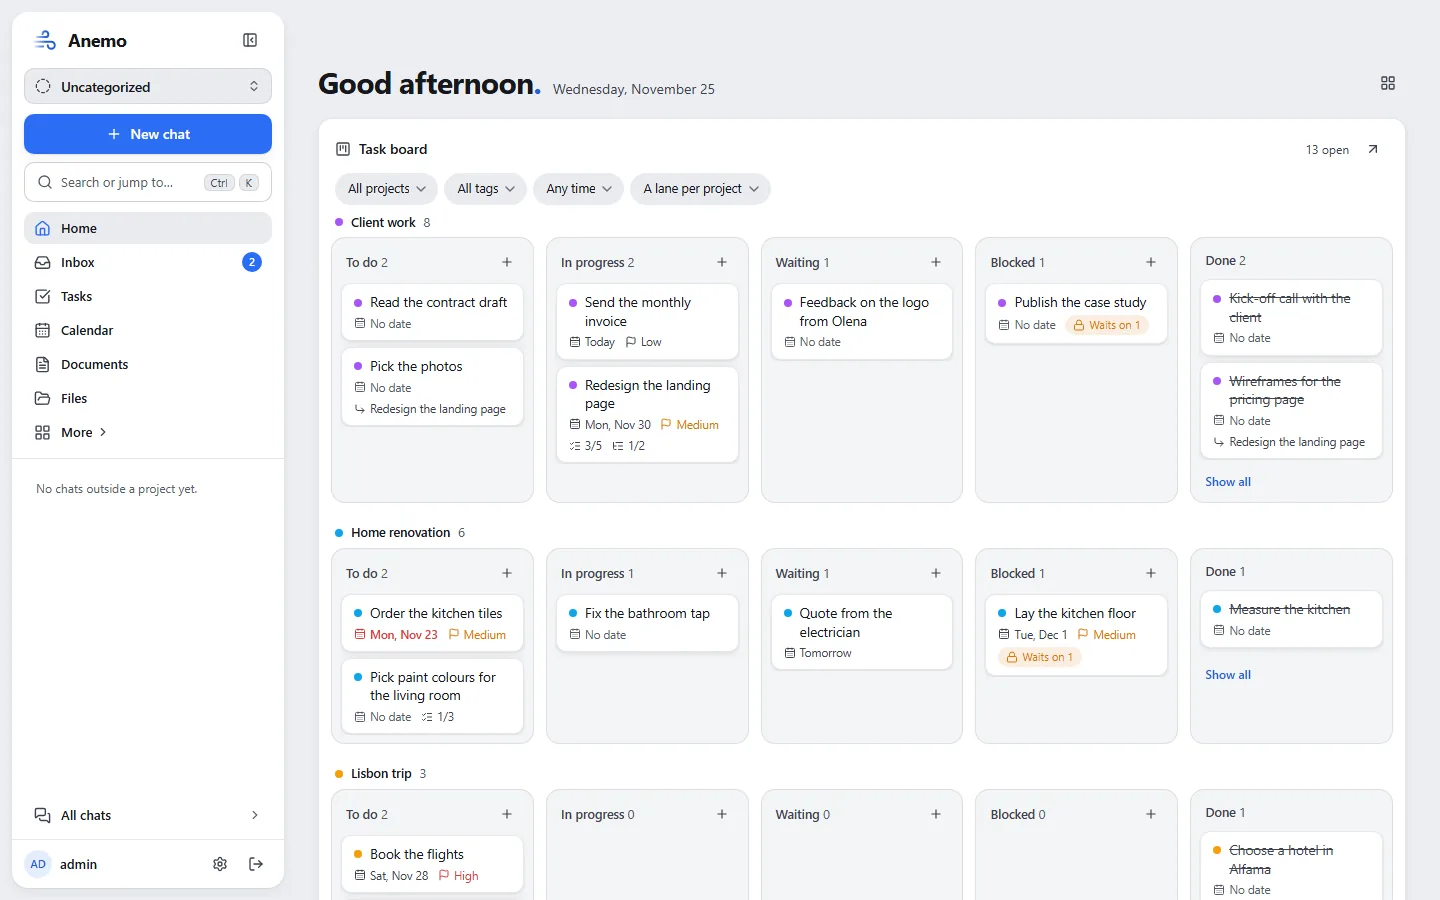 Anemo
Uncategorized
New chat
Search or jump to... Ctrl K
Home
Inbox 2
Tasks
Calendar
Documents
Files
More
No chats outside a project yet.
All chats
AD admin
Good afternoon. Wednesday, November 25
Task board 13 open
All projects All tags Any time A lane per project
Client work 8
To do 2
Read the contract draft
No date
Pick the photos
No date
Redesign the landing page
In progress 2
Send the monthly
invoice
Today Low
Redesign the landing
page
Mon, Nov 30 Medium
3/5 1/2
Waiting 1
Feedback on the logo
from Olena
No date
Blocked 1
Publish the case study
No date Waits on 1
Done 2
Kick-off call with the
client
No date
Wireframes for the
pricing page
No date
Redesign the landing page
Show all
Home renovation 6
To do 2
Order the kitchen tiles
Mon, Nov 23 Medium
Pick paint colours for
the living room
No date 1/3
In progress 1
Fix the bathroom tap
No date
Waiting 1
Quote from the
electrician
Tomorrow
Blocked 1
Lay the kitchen floor
Tue, Dec 1 Medium
Waits on 1
Done 1
Measure the kitchen
No date
Show all
Lisbon trip 3
To do 2
Book the flights
Sat, Nov 28 High
In progress 0
Waiting 0
Blocked 0
Done 1
Choose a hotel in
Alfama
No date